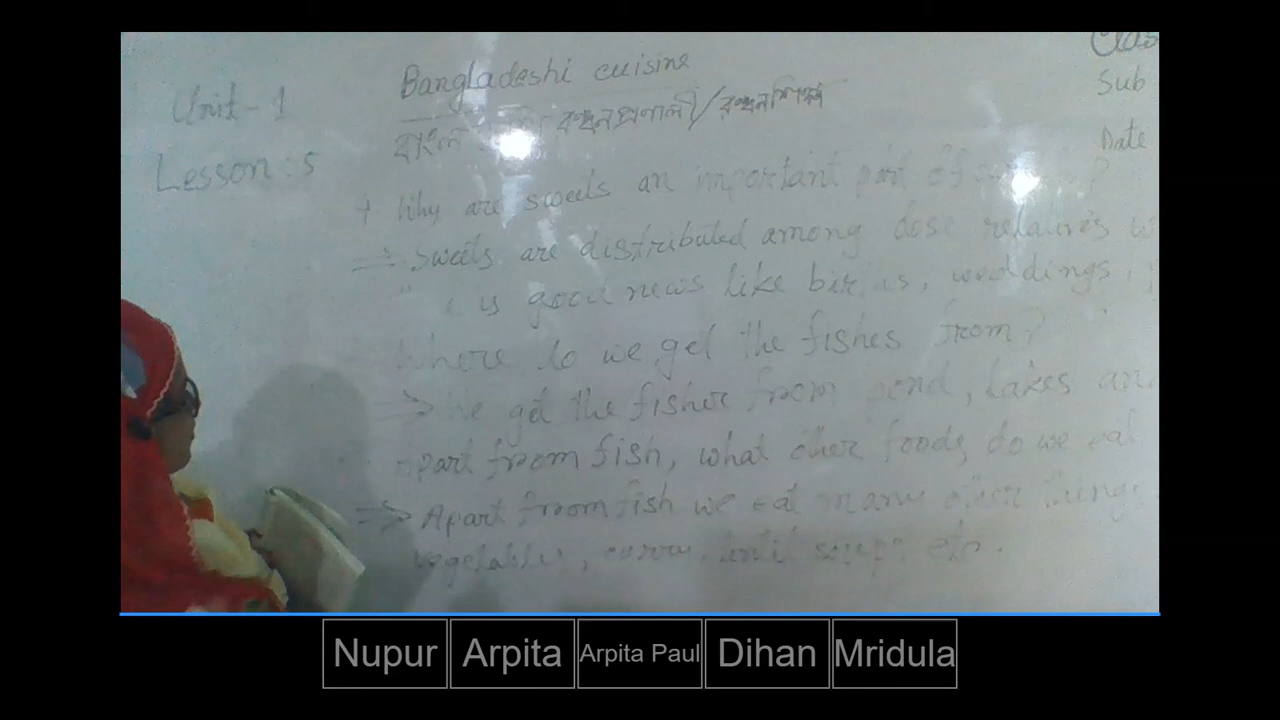 Class
Sub
Date
Unit - 1
Lesson : 5
Bangladeshi cuisine
রন্ধনপ্রণালী/রন্ধনশিল্প
+ Why are sweets an important part of
⇒ Sweets are distributed among close relatives
is good news like weddings,
Where do we get the fishes from?
⇒ We get the fishes from pond, Lakes
Apart from fish, what other foods do we eat
⇒ Apart from fish we eat many other things
vegetables, curry, lentil soups etc.
Nupur
Arpita
Arpita Paul
Dihan
Mridula